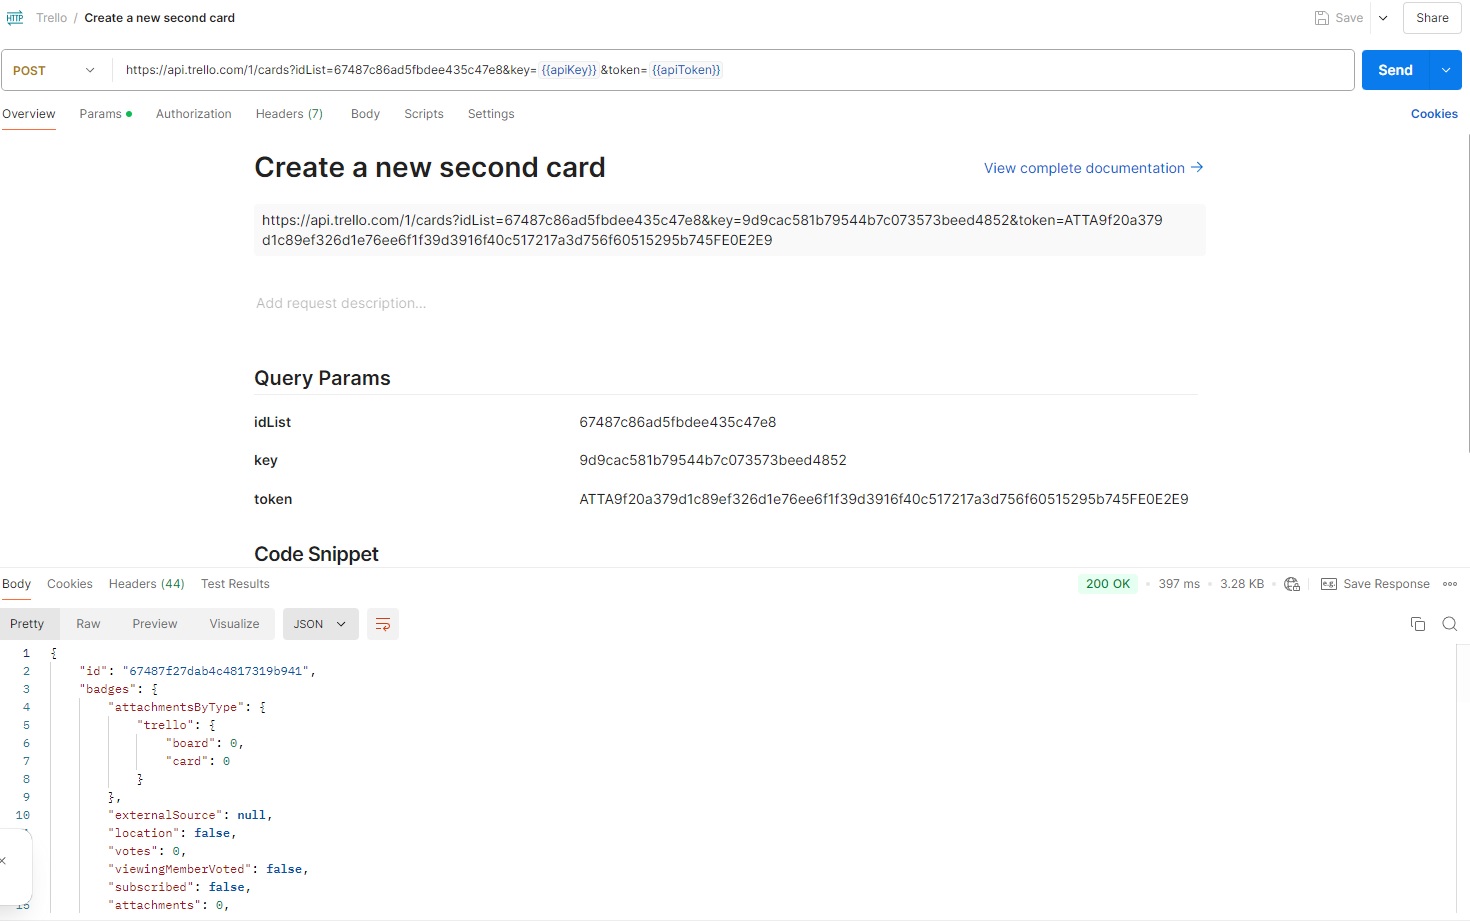 HTTP Trello / Create a new second card Save Share
POST https://api.trello.com/1/cards?idList=67487c86ad5fbdee435c47e8&key= {{apiKey}} &token= {{apiToken}} Send
Overview Params Authorization Headers (7) Body Scripts Settings Cookies
Create a new second card View complete documentation →
https://api.trello.com/1/cards?idList=67487c86ad5fbdee435c47e8&key=9d9cac581b79544b7c073573beed4852&token=ATTA9f20a379
d1c89ef326d1e76ee6f1f39d3916f40c517217a3d756f60515295b745FE0E2E9
Add request description...
Query Params
idList 67487c86ad5fbdee435c47e8
key 9d9cac581b79544b7c073573beed4852
token ATTA9f20a379d1c89ef326d1e76ee6f1f39d3916f40c517217a3d756f60515295b745FE0E2E9
Code Snippet
Body Cookies Headers (44) Test Results 200 OK • 397 ms • 3.28 KB • e.g. Save Response
Pretty Raw Preview Visualize JSON
1 {
2 "id": "67487f27dab4c4817319b941",
3 "badges": {
4 "attachmentsByType": {
5 "trello": {
6 "board": 0,
7 "card": 0
8 }
9 },
10 "externalSource": null,
"location": false,
"votes": 0,
"viewingMemberVoted": false,
"subscribed": false,
15 "attachments": 0,